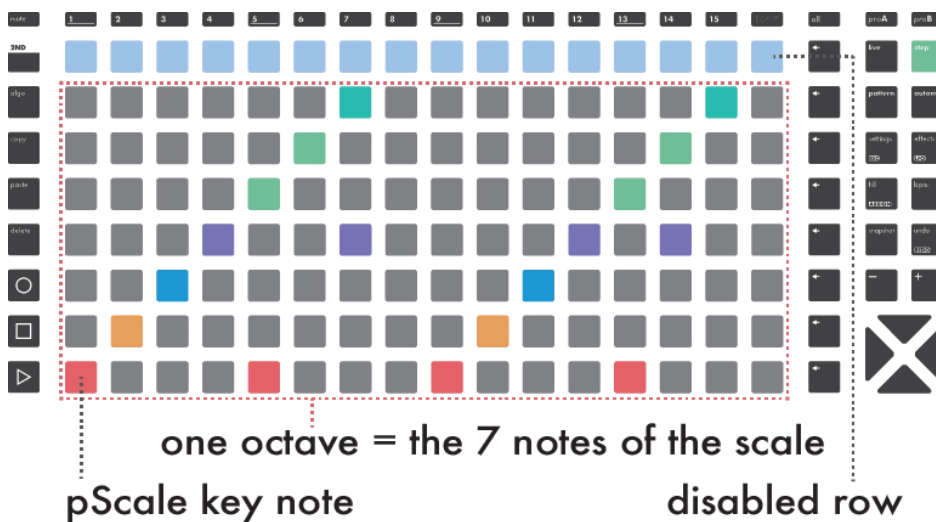 mute 1 2 3 4 5 6 7 8 9 10 11 12 13 14 15 all proA proB
2ND live step
algo pattern autom
copy settings effects
paste fill bpm
delete snapshot undo
− +
one octave = the 7 notes of the scale
pScale key note disabled row